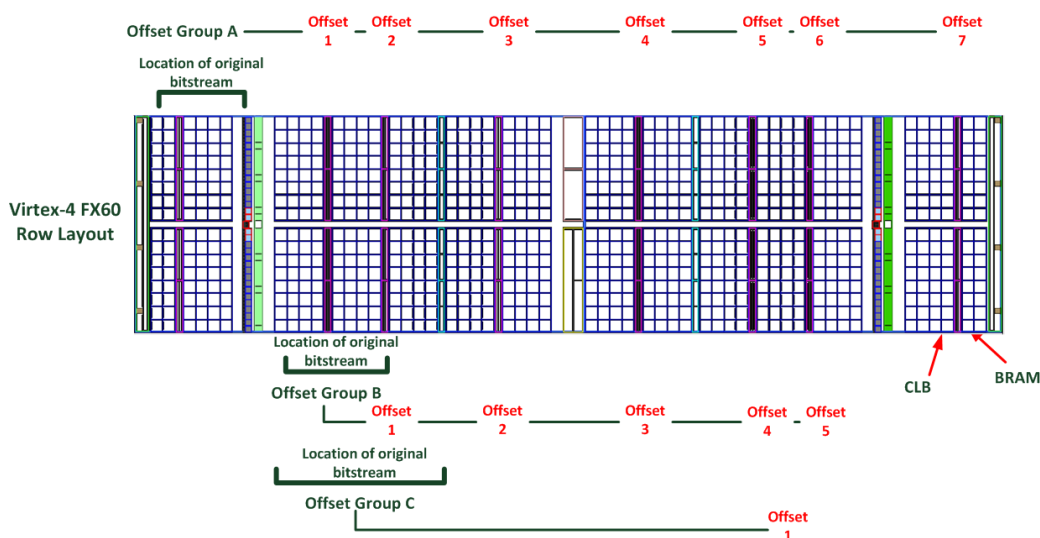 Offset Group A
Offset Offset Offset Offset Offset Offset Offset
1 2 3 4 5 6 7
Location of original
bitstream
Virtex-4 FX60
Row Layout
Location of original
bitstream
CLB
BRAM
Offset Group B
Offset Offset Offset Offset Offset
1 2 3 4 5
Location of original
bitstream
Offset Group C
Offset
1